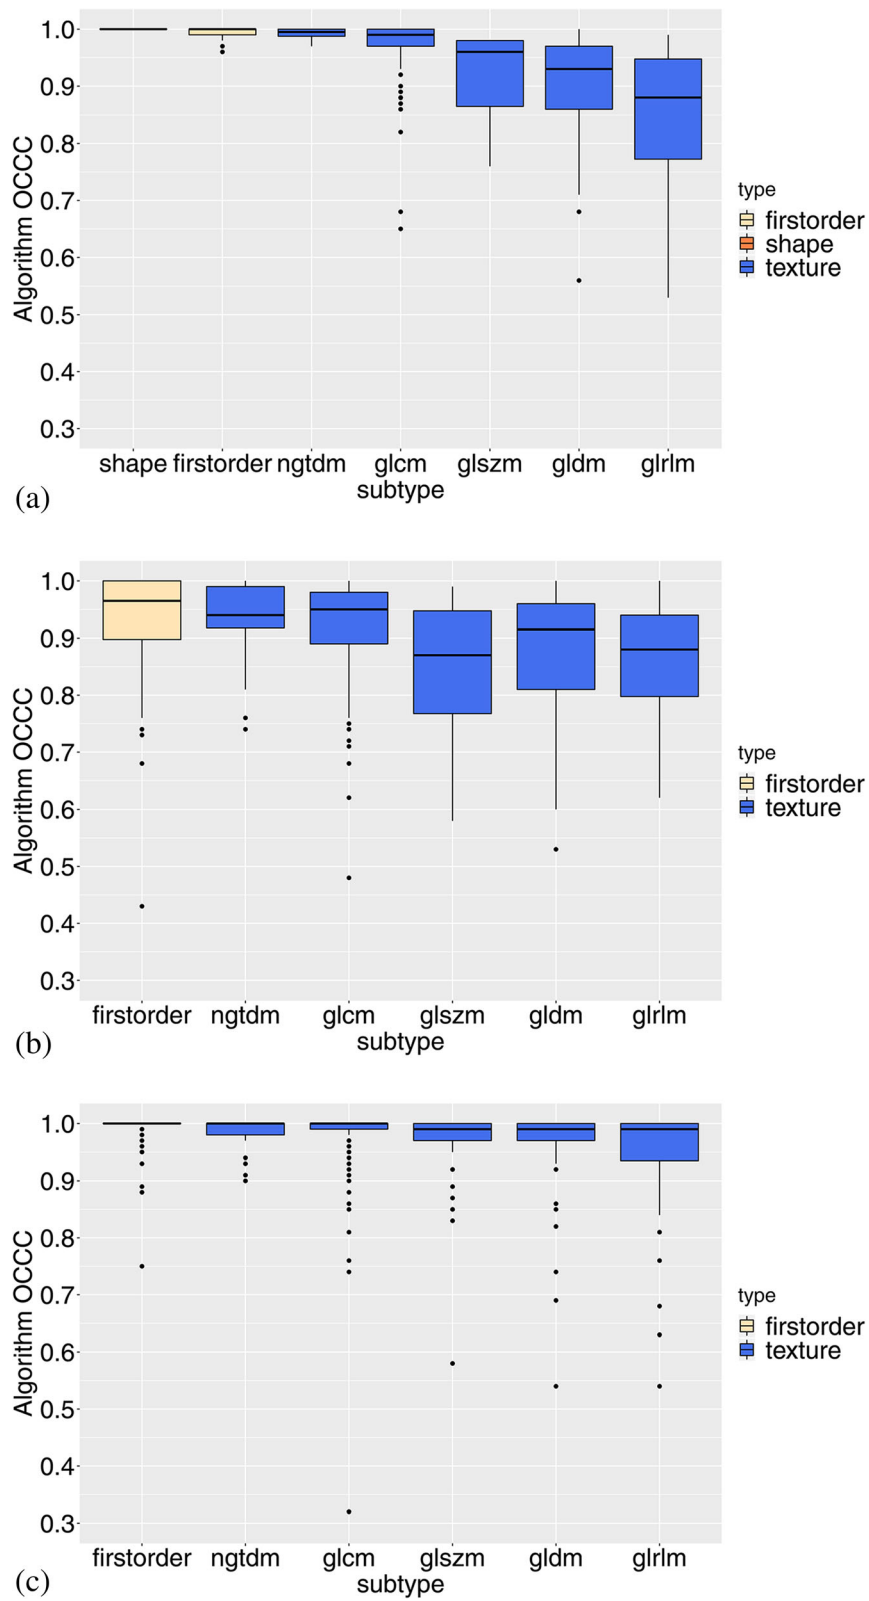 1.0
0.9
0.8
0.7
0.6
0.5
0.4
0.3
Algorithm OCCC
shape firstorder ngtdm glcm glszm gldm glrlm
subtype
type
firstorder
shape
texture
(a)
1.0
0.9
0.8
0.7
0.6
0.5
0.4
0.3
Algorithm OCCC
firstorder ngtdm glcm glszm gldm glrlm
subtype
type
firstorder
texture
(b)
1.0
0.9
0.8
0.7
0.6
0.5
0.4
0.3
Algorithm OCCC
firstorder ngtdm glcm glszm gldm glrlm
subtype
type
firstorder
texture
(c)